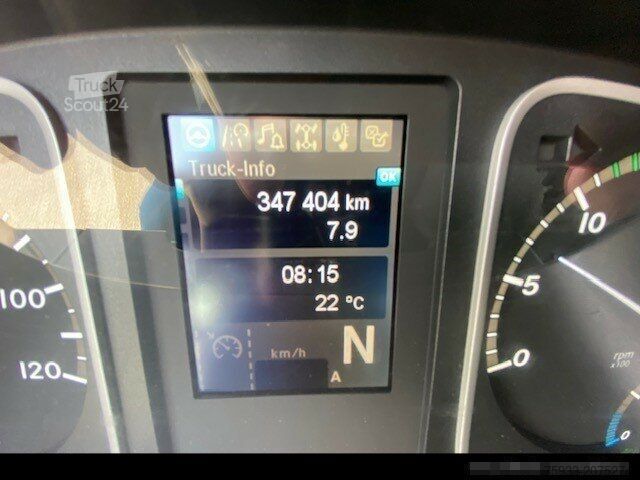 Truck
Scout24
Truck-Info
OK
347 404 km
7.9
08:15
22 °C
km/h
N
A
100
120
10
5
0
rpm
x100
0